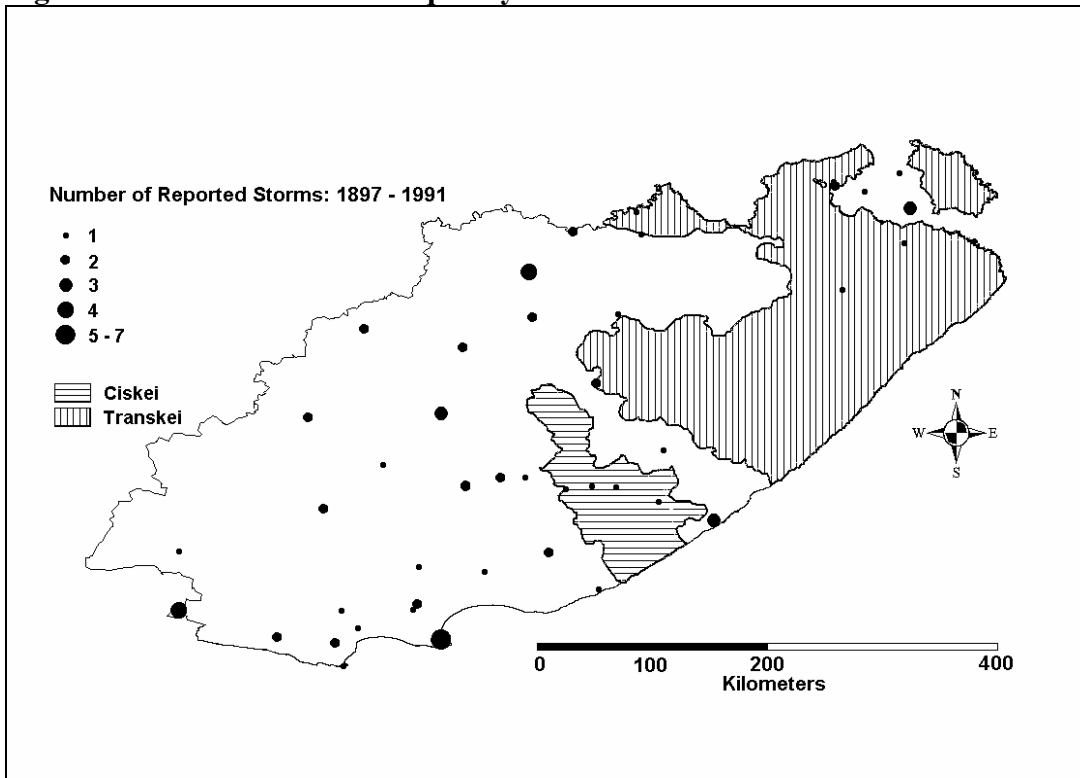 Number of Reported Storms: 1897 - 1991
1
2
3
4
5 - 7
Ciskei
Transkei
N
W E
S
0 100 200 400
Kilometers